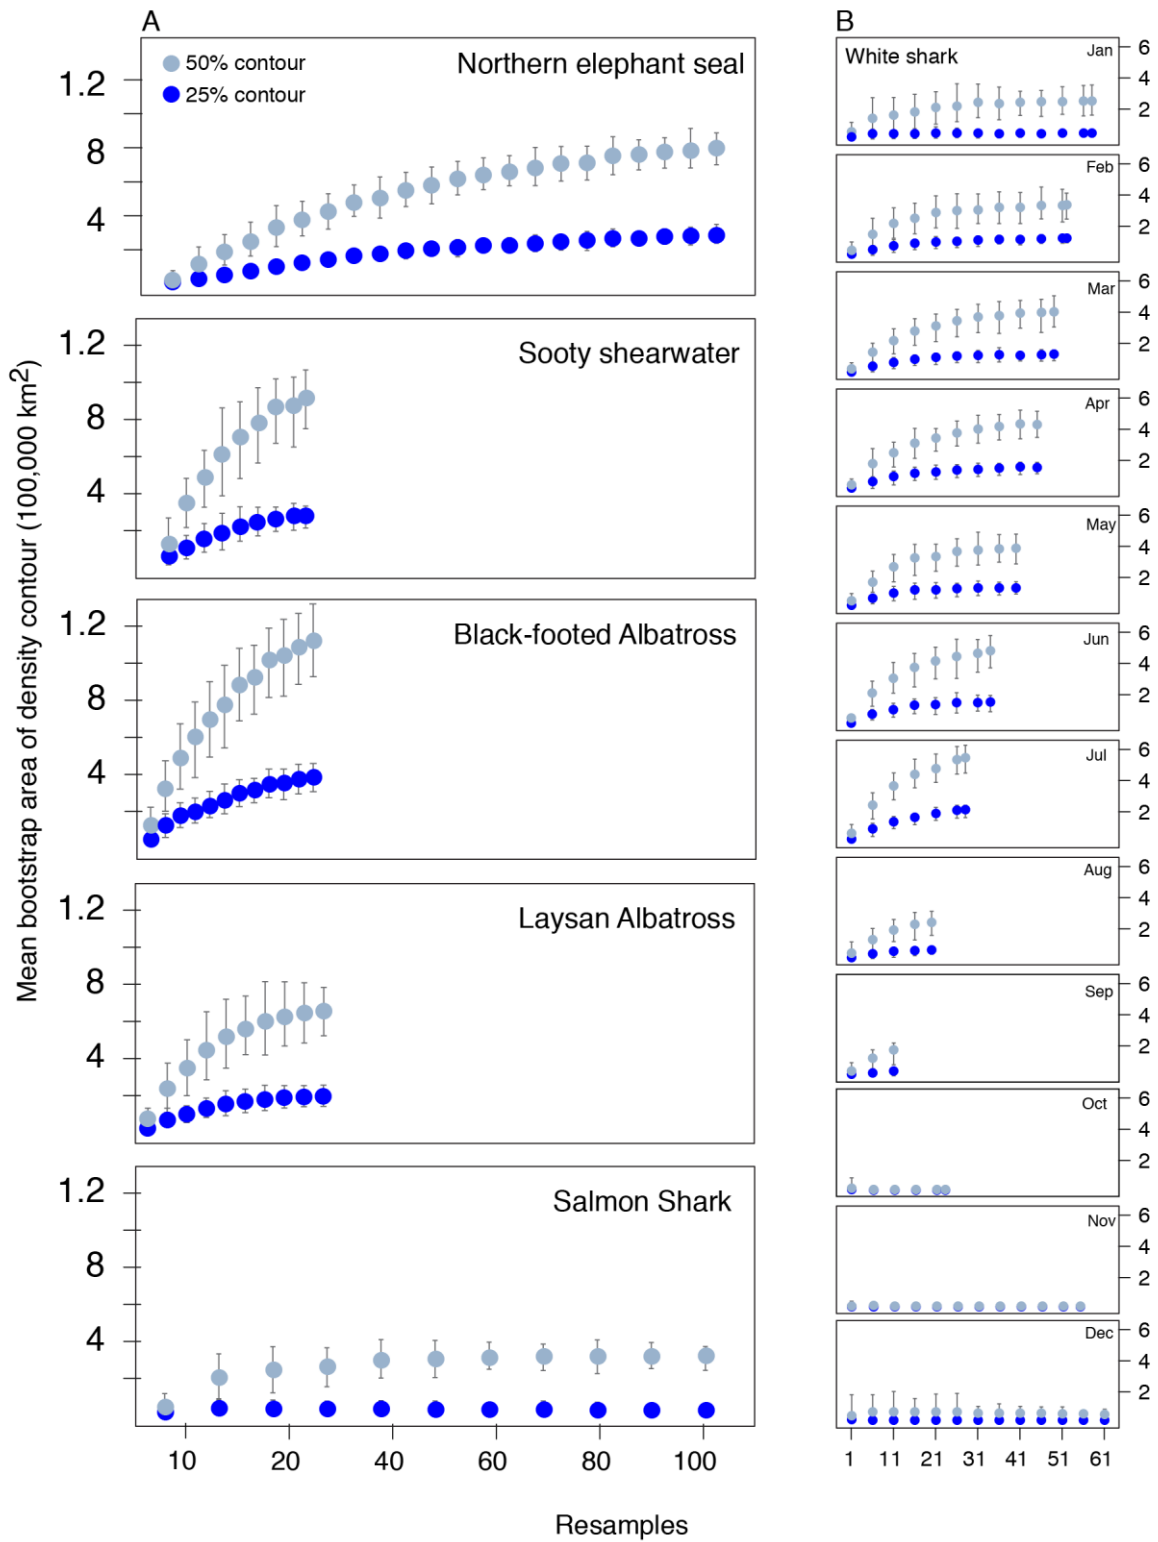 A
50% contour
25% contour
Northern elephant seal
1.2
8
4
Sooty shearwater
1.2
8
4
Black-footed Albatross
1.2
8
4
Laysan Albatross
1.2
8
4
Salmon Shark
1.2
8
4
10 20 40 60 80 100
Resamples
Mean bootstrap area of density contour (100,000 km2)
B
White shark
Jan
6
4
2
Feb
6
4
2
Mar
6
4
2
Apr
6
4
2
May
6
4
2
Jun
6
4
2
Jul
6
4
2
Aug
6
4
2
Sep
6
4
2
Oct
6
4
2
Nov
6
4
2
Dec
6
4
2
1 11 21 31 41 51 61